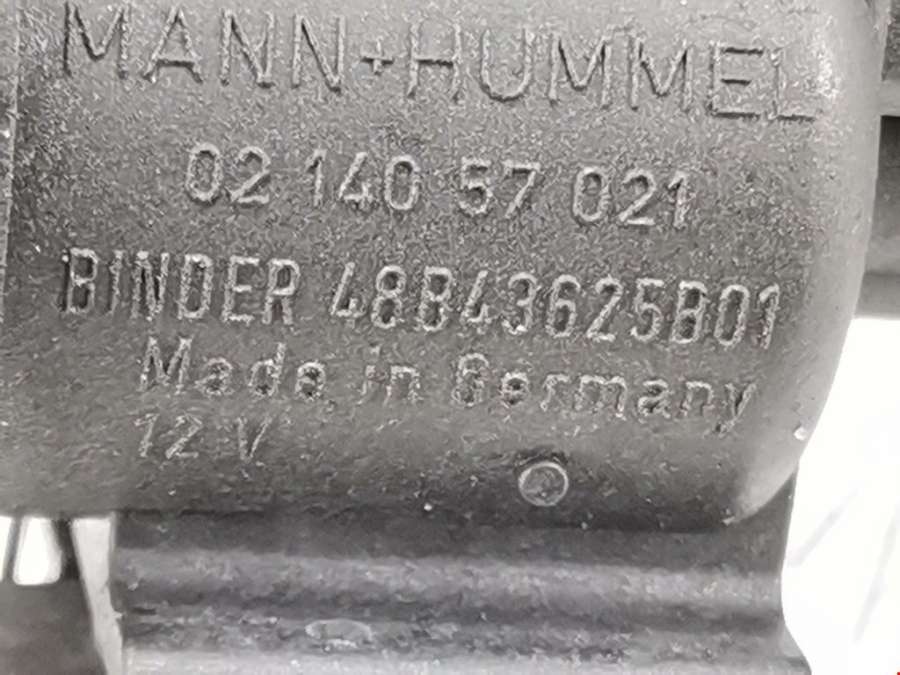 MANN+HUMMEL
02 140 57 021
BINDER 48B43625B01
Made in Germany
12 V